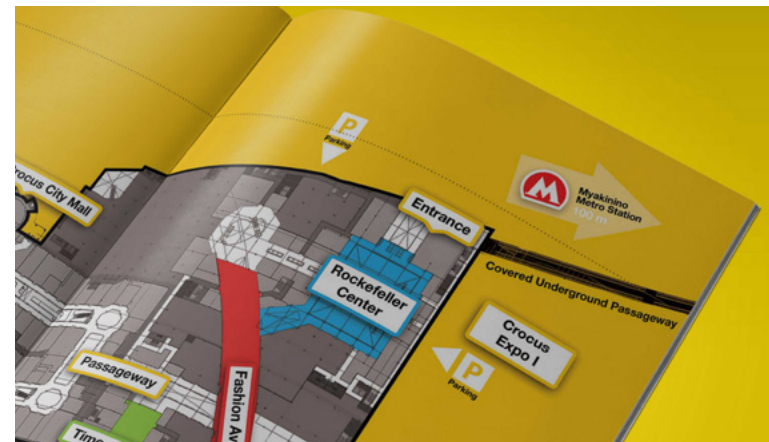 P
Parking
M
Myakinino
Metro Station
100 m
rocus City Mall
Entrance
Rockefeller
Center
Covered Underground Passageway
Crocus
Expo I
P
Parking
Passageway
Fashion Av
Time